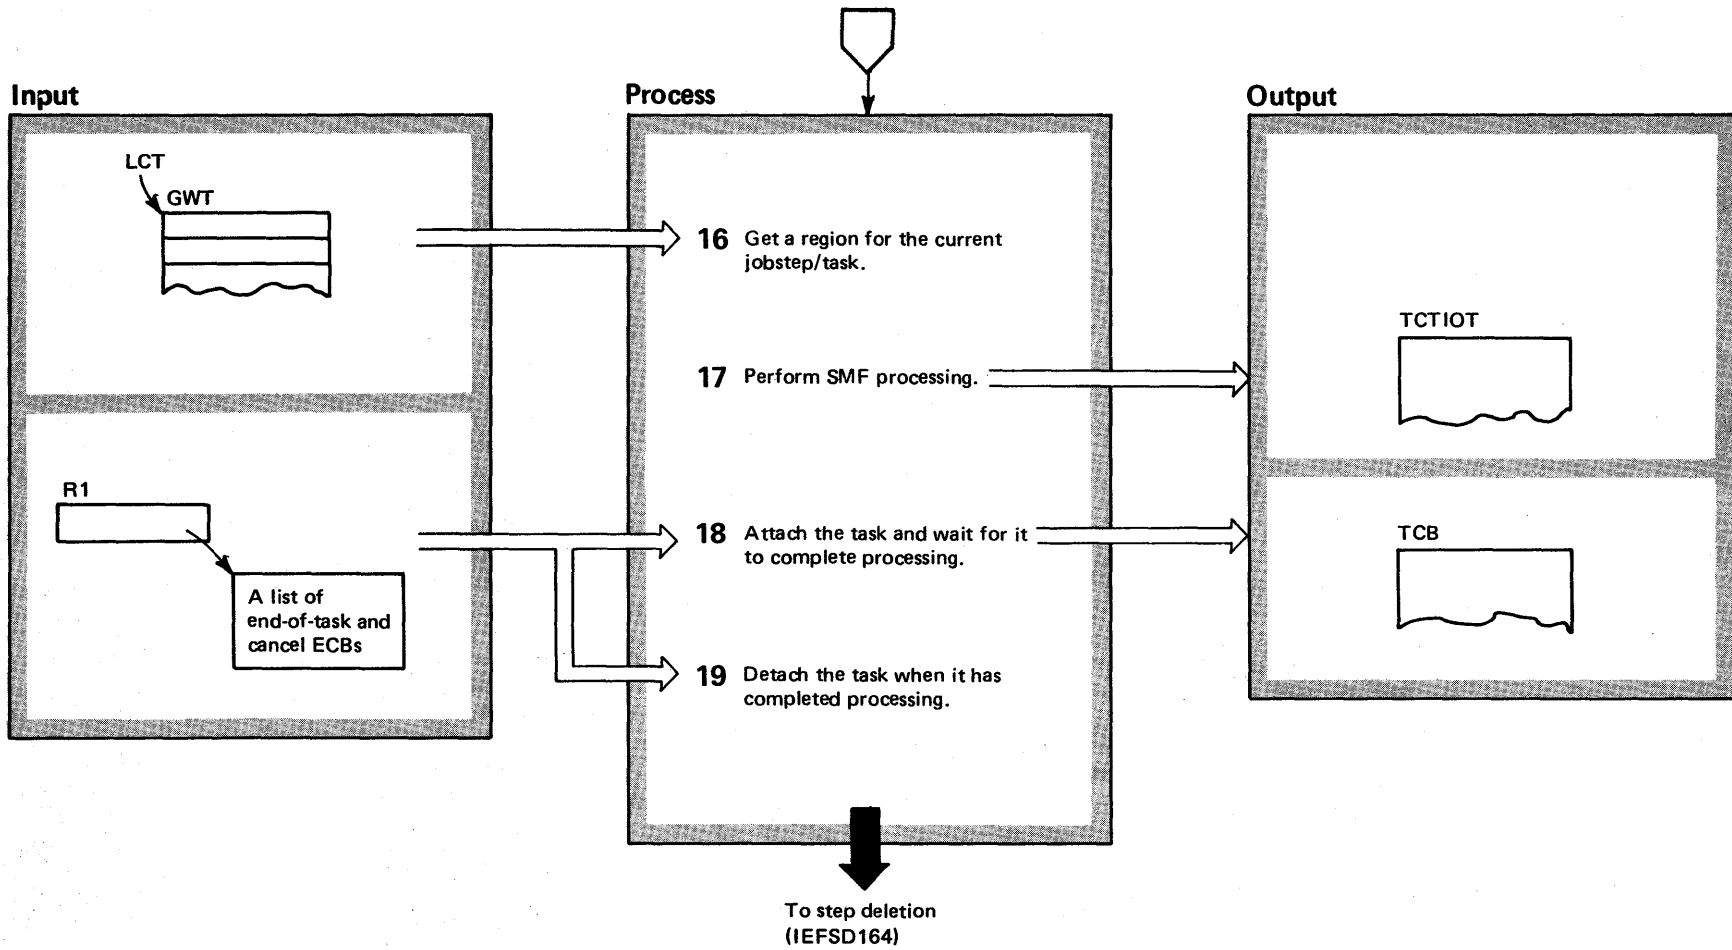 Input
Process
Output
LCT
GWT
16 Get a region for the current
jobstep/task.
TCTIOT
17 Perform SMF processing.
R1
A list of
end-of-task and
cancel ECBs
18 Attach the task and wait for it
to complete processing.
TCB
19 Detach the task when it has
completed processing.
To step deletion
(IEFSD164)